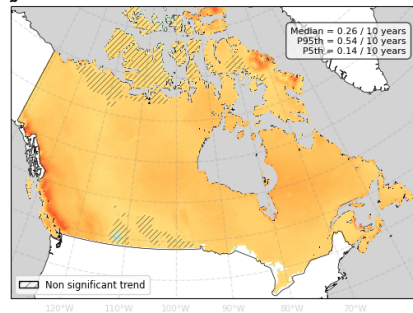 Median = 0.26 / 10 years
P95th = 0.54 / 10 years
P5th = 0.14 / 10 years
Non significant trend
120°W 110°W 100°W 90°W 80°W 70°W